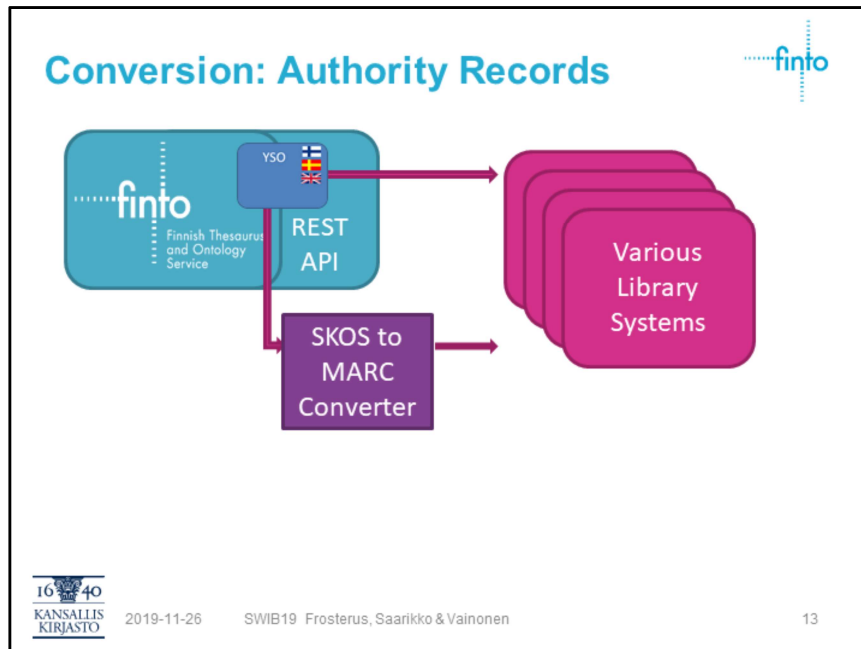 Conversion: Authority Records
finto
YSO
finto
Finnish Thesaurus
and Ontology
Service
REST
API
Various
Library
Systems
SKOS to
MARC
Converter
16 40
KANSALLIS
KIRJASTO
2019-11-26
SWIB19 Frosterus, Saarikko & Vainonen
13